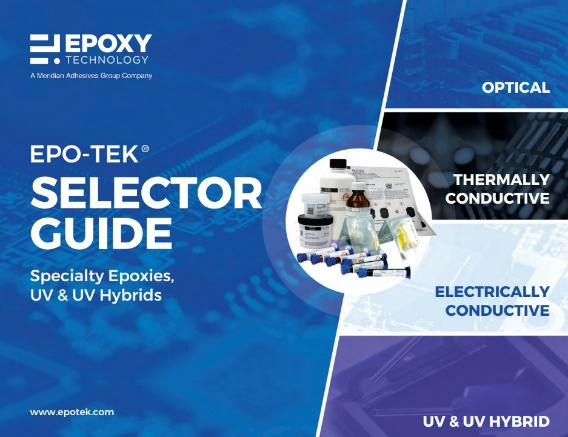 EPOXY
TECHNOLOGY
A Meridian Adhesives Group Company
EPO-TEK®
SELECTOR
GUIDE
Specialty Epoxies,
UV & UV Hybrids
www.epotek.com
OPTICAL
THERMALLY
CONDUCTIVE
ELECTRICALLY
CONDUCTIVE
UV & UV HYBRID